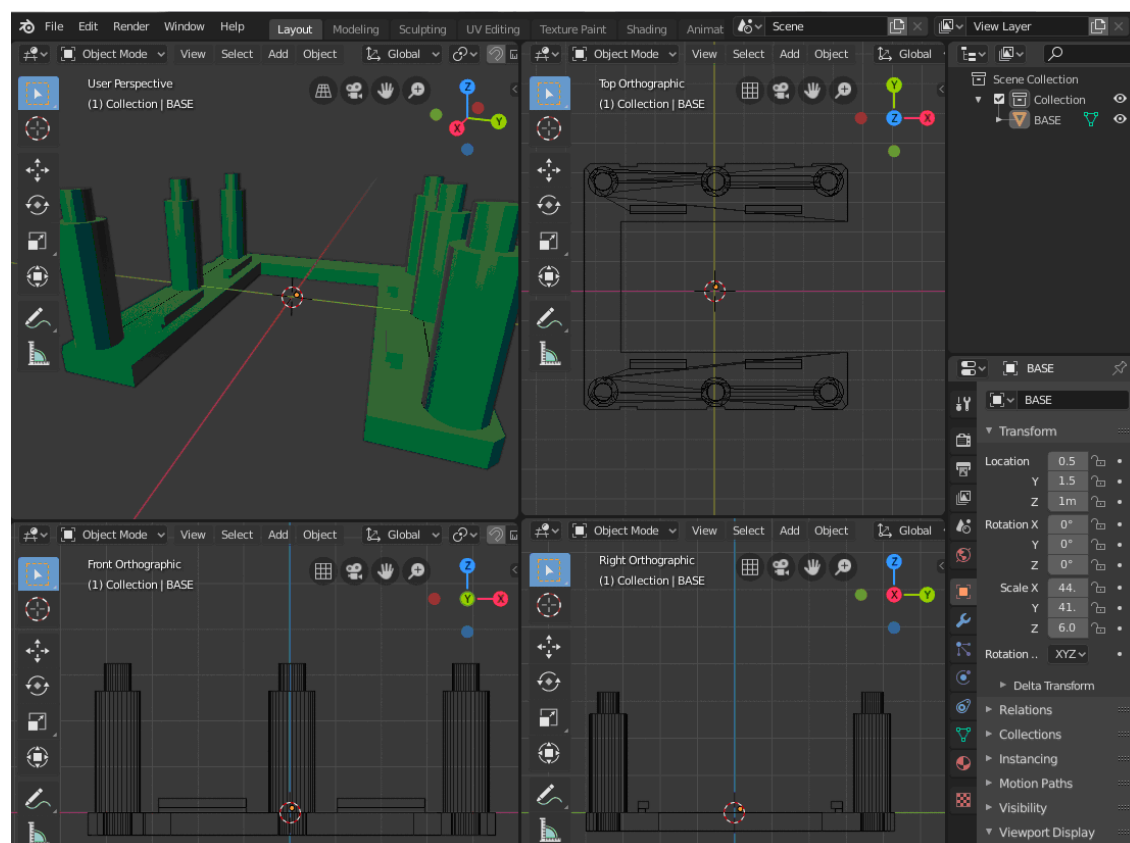 File Edit Render Window Help Layout Modeling Sculpting UV Editing Texture Paint Shading Animat Scene View Layer
Object Mode View Select Add Object Global
User Perspective
(1) Collection | BASE
Z
Y
X
Object Mode View Select Add Object Global
Top Orthographic
(1) Collection | BASE
Y
Z X
Scene Collection
Collection
BASE
Object Mode View Select Add Object Global
Front Orthographic
(1) Collection | BASE
Z
Y X
Object Mode View Select Add Object Global
Right Orthographic
(1) Collection | BASE
Z
X Y
BASE
BASE
Transform
Location 0.5
Y 1.5
Z 1m
Rotation X 0°
Y 0°
Z 0°
Scale X 44.
Y 41.
Z 6.0
Rotation .. XYZ
Delta Transform
Relations
Collections
Instancing
Motion Paths
Visibility
Viewport Display